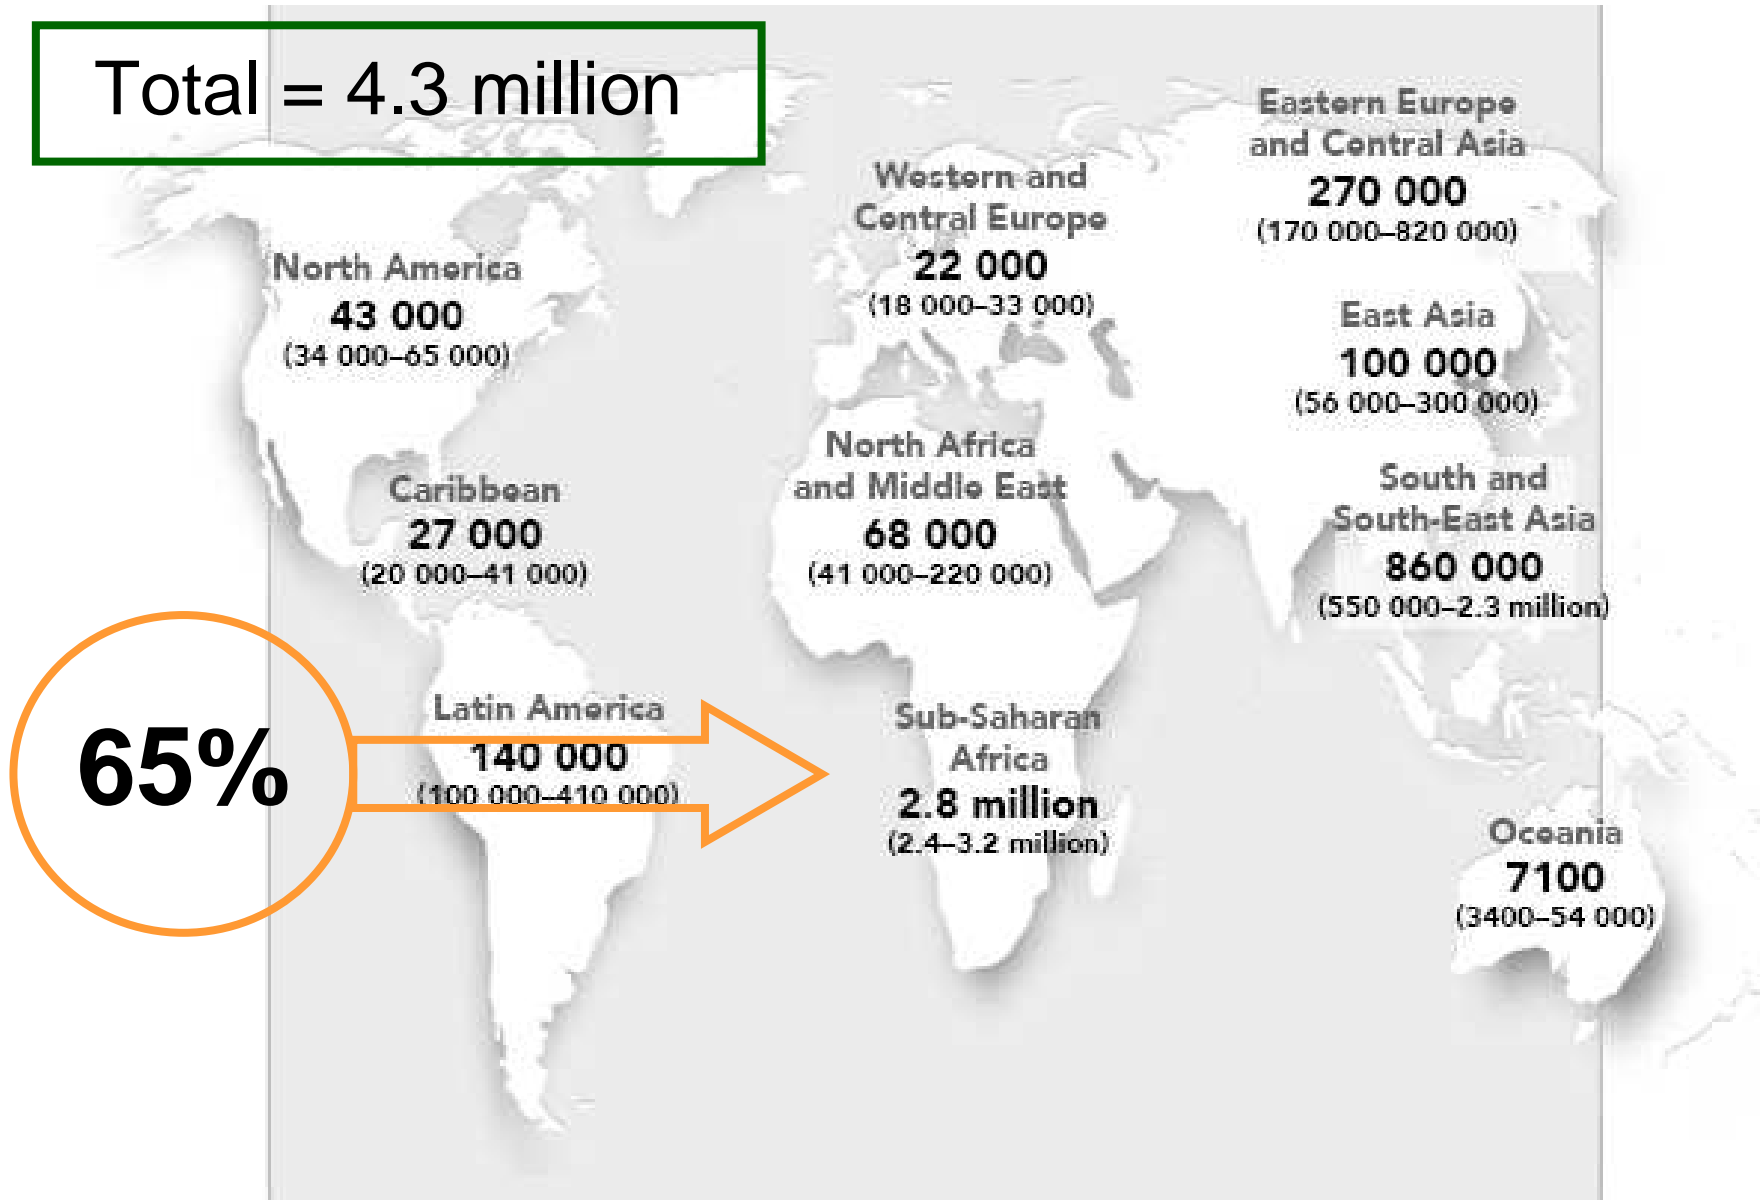 Total = 4.3 million
Eastern Europe
and Central Asia
270 000
(170 000–820 000)
Western and
Central Europe
22 000
(18 000–33 000)
North America
43 000
(34 000–65 000)
East Asia
100 000
(56 000–300 000)
North Africa
and Middle East
68 000
(41 000–220 000)
Caribbean
27 000
(20 000–41 000)
South and
South-East Asia
860 000
(550 000–2.3 million)
65%
Latin America
140 000
(100 000–410 000)
Sub-Saharan
Africa
2.8 million
(2.4–3.2 million)
Oceania
7100
(3400–54 000)